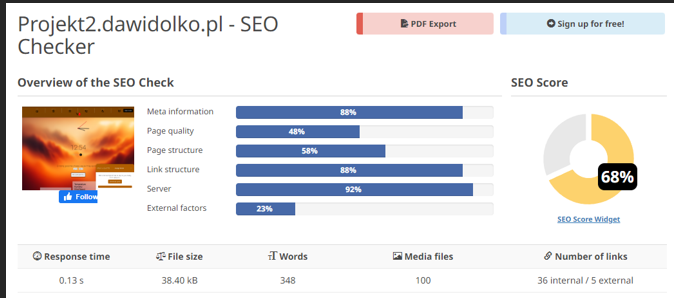 Projekt2.dawidolko.pl - SEO Checker
PDF Export
Sign up for free!
Overview of the SEO Check
SEO Score
Meta information 88%
Page quality 48%
Page structure 58%
Link structure 88%
Server 92%
External factors 23%
Follow
68%
SEO Score Widget
Response time File size Words Media files Number of links
0.13 s 38.40 kB 348 100 36 internal / 5 external